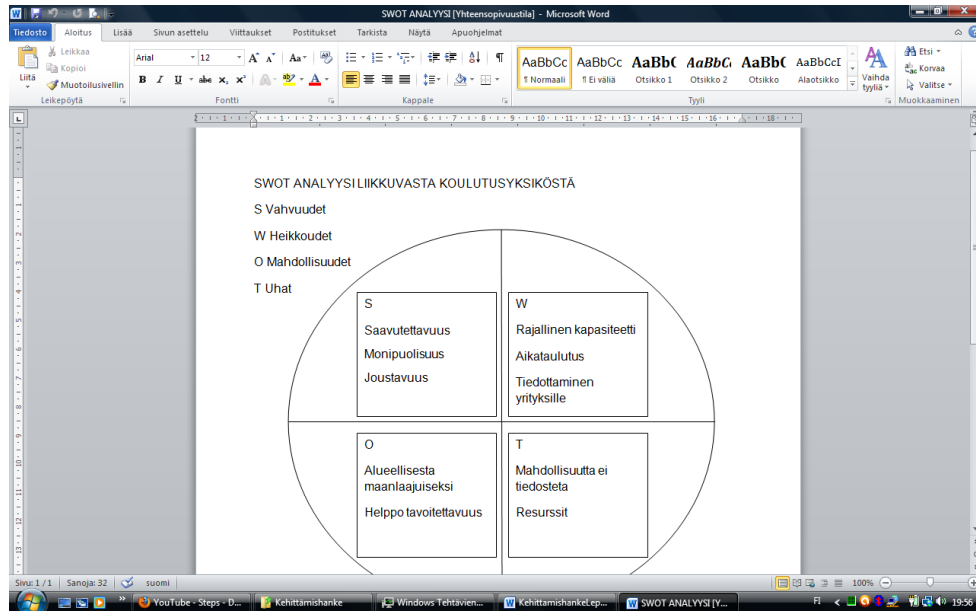 SWOT ANALYYSI [Yhteensopivuustila] - Microsoft Word
Tiedosto Aloitus Lisää Sivun asettelu Viittaukset Postitukset Tarkista Näytä Apuohjelmat
Liitä
Leikkaa
Kopioi
Muotoilusivellin
Leikepöytä
Arial 12
Fontti
Kappale
AaBbCc AaBbCc AaBbC AaBbC AaBbC AaBbCcI
¶ Normaali ¶ Ei väliä Otsikko 1 Otsikko 2 Otsikko Alaotsikko
Vaihda tyyliä
Tyyli
Etsi
Korvaa
Valitse
Muokkaaminen
SWOT ANALYYSI LIIKKUVASTA KOULUTUSYKSIKÖSTÄ
S Vahvuudet
W Heikkoudet
O Mahdollisuudet
T Uhat
S
Saavutettavuus
Monipuolisuus
Joustavuus
W
Rajallinen kapasiteetti
Aikataulutus
Tiedottaminen
yrityksille
O
Alueellisesta
maanlaajuiseksi
Helppo tavoitettavuus
T
Mahdollisuutta ei
tiedosteta
Resurssit
Sivu: 1 / 1 Sanoja: 32 suomi 100%
YouTube - Steps - D... Kehittämishanke Windows Tehtävien... KehittamishankeLep... SWOT ANALYYSI [Y... FI